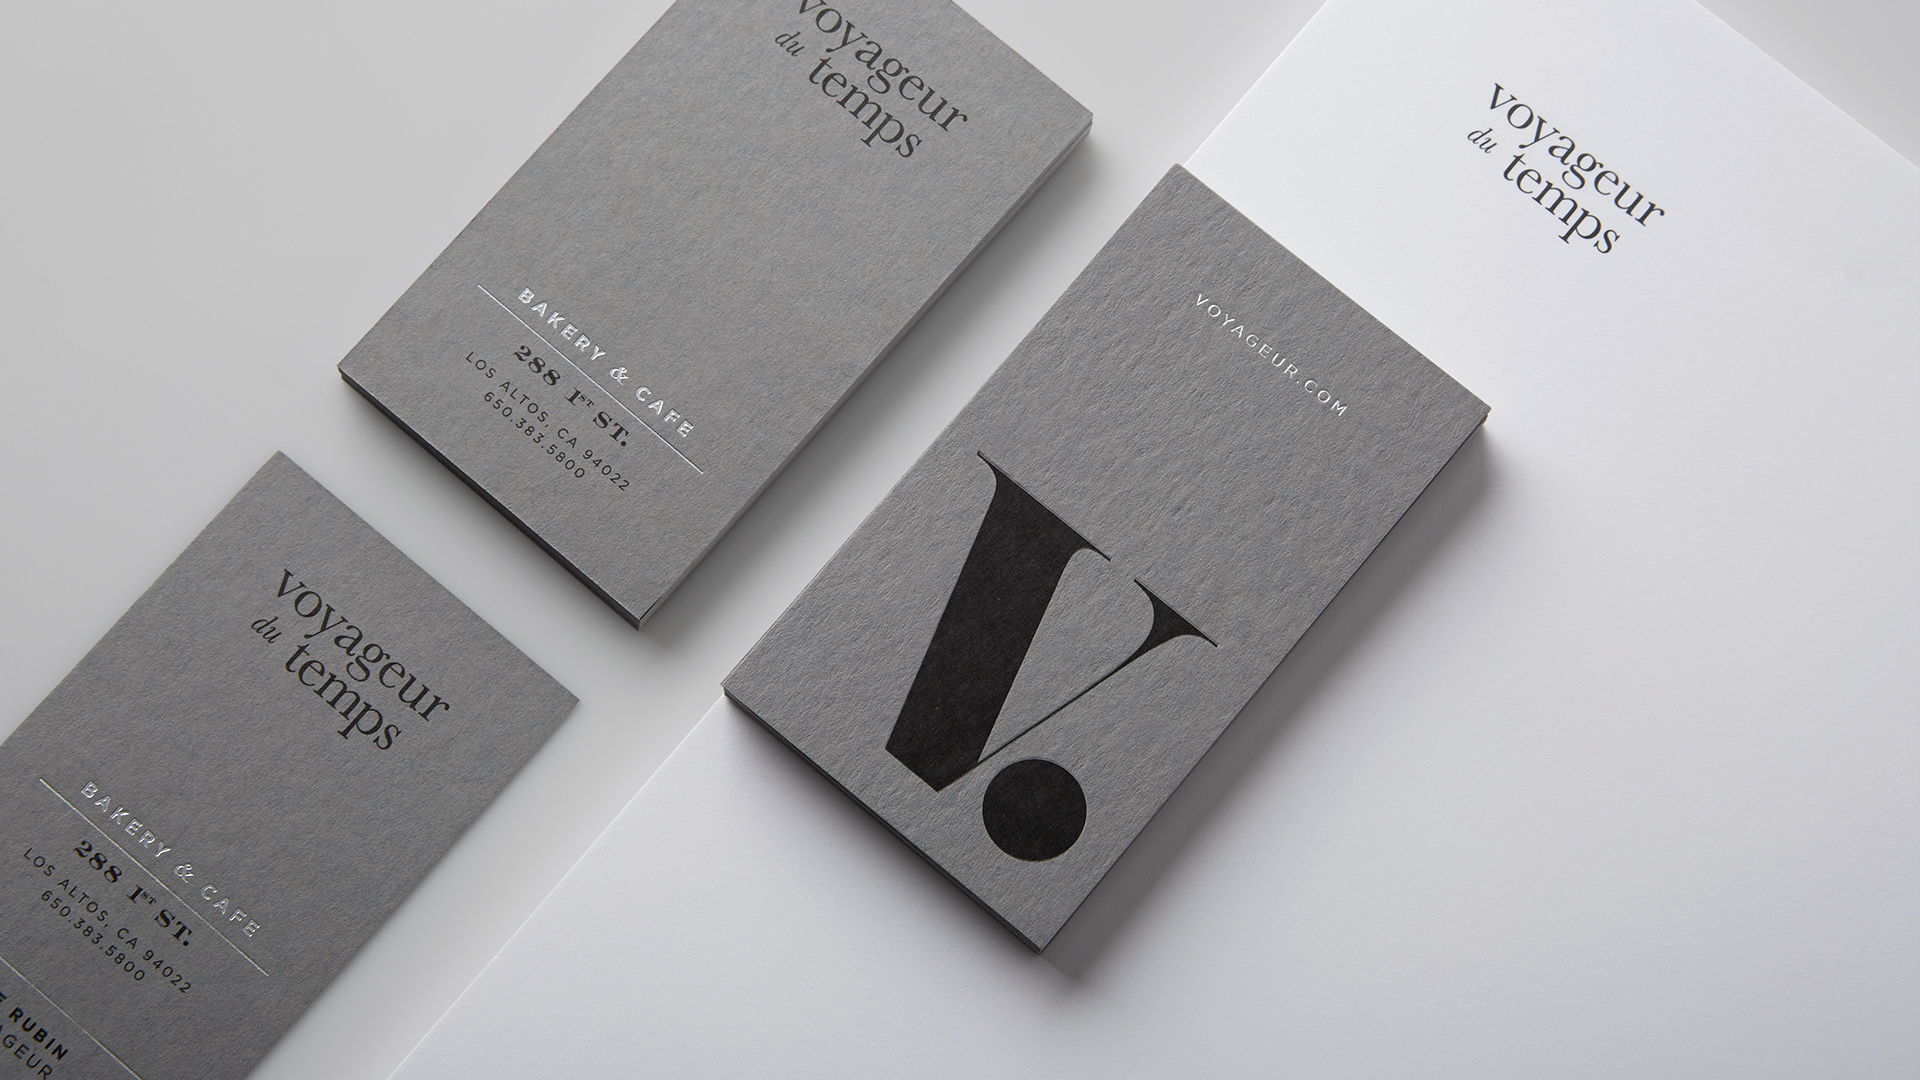 voyageur
du temps
BAKERY & CAFE
288 1ST ST.
LOS ALTOS, CA 94022
650.383.5800
voyageur
du temps
VOYAGEUR.COM
V.
voyageur
du temps
BAKERY & CAFE
288 1ST ST.
LOS ALTOS, CA 94022
650.383.5800
RUBIN